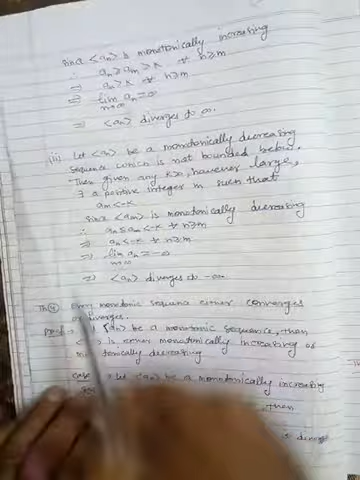 since <an> is monotonically increasing
∴ an ≥ am > K ∀ n ≥ m
⇒ an > K ∀ n ≥ m
⇒ lim an = ∞
n→∞
⇒ <an> diverges to ∞.
(ii) Let <an> be a monotonically decreasing
sequence which is not bounded below.
Then given any K>0, however large,
∃ a positive integer m such that
am < -K
since <an> is monotonically decreasing
∴ an ≤ am < -K ∀ n ≥ m
⇒ an < -K ∀ n ≥ m
⇒ lim an = -∞
n→∞
⇒ <an> diverges to -∞.
Th every monotonic sequence either converges
or diverges.
Proof <an> be a monotonic sequence, then
is either monotonically increasing or
monotonically decreasing
case Let <an> be a monotonically increasing
then